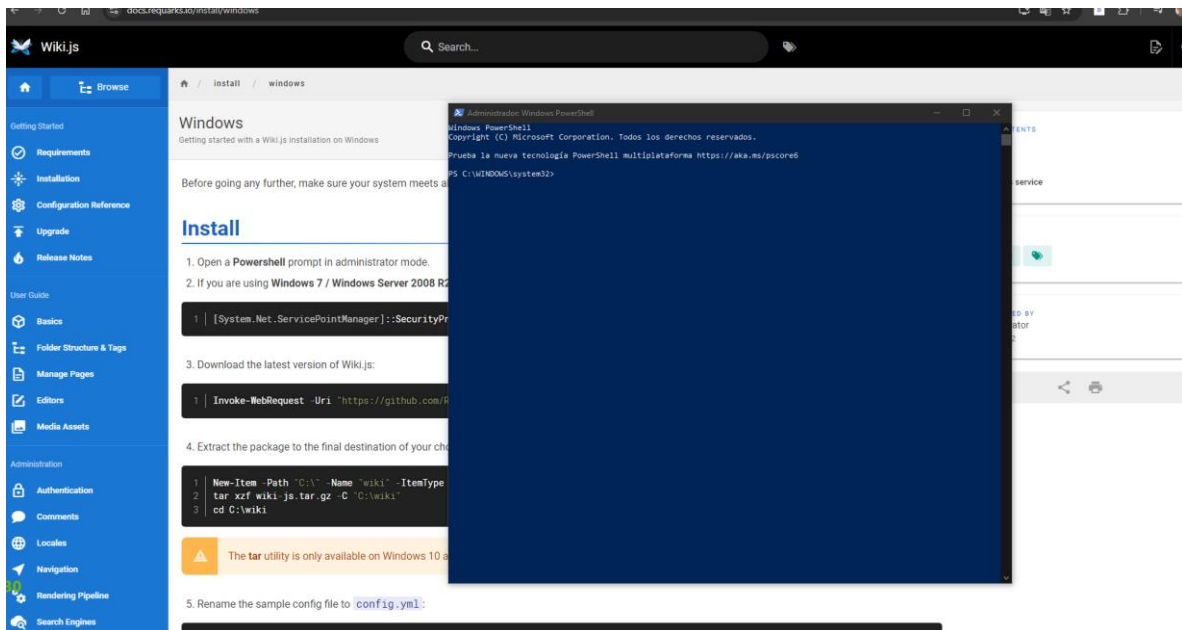 docs.requarks.io/install/windows
Wiki.js
Search...
Browse
install / windows
Getting Started
Requirements
Installation
Configuration Reference
Upgrade
Release Notes
User Guide
Basics
Folder Structure & Tags
Manage Pages
Editors
Media Assets
Administration
Authentication
Comments
Locales
Navigation
Rendering Pipeline
Search Engines
30
Windows
Getting started with a Wiki.js installation on Windows
Before going any further, make sure your system meets a
Install
1. Open a Powershell prompt in administrator mode.
2. If you are using Windows 7 / Windows Server 2008 R2
1 [System.Net.ServicePointManager]::SecurityPr
3. Download the latest version of Wiki.js:
1 Invoke-WebRequest -Uri "https://github.com/R
4. Extract the package to the final destination of your cho
1 New-Item -Path "C:\" -Name "wiki" -ItemType
2 tar xzf wiki-js.tar.gz -C "C:\wiki"
3 cd C:\wiki
The tar utility is only available on Windows 10 a
5. Rename the sample config file to config.yml:
Administrador: Windows PowerShell
Windows PowerShell
Copyright (C) Microsoft Corporation. Todos los derechos reservados.
Prueba la nueva tecnología PowerShell multiplataforma https://aka.ms/pscore6
PS C:\WINDOWS\system32>
TENTS
service
ED BY
ator
2